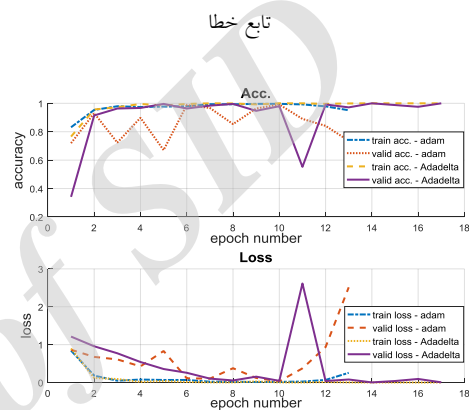 تابع خطا
Acc.
1
0.8
0.6
0.4
0.2
accuracy
train acc. - adam
valid acc. - adam
train acc. - Adadelta
valid acc. - Adadelta
0 2 4 6 8 10 12 14 16 18
epoch number
Loss
3
2
1
0
loss
train loss - adam
valid loss - adam
train loss - Adadelta
valid loss - Adadelta
0 2 4 6 8 10 12 14 16 18
epoch number
of SID